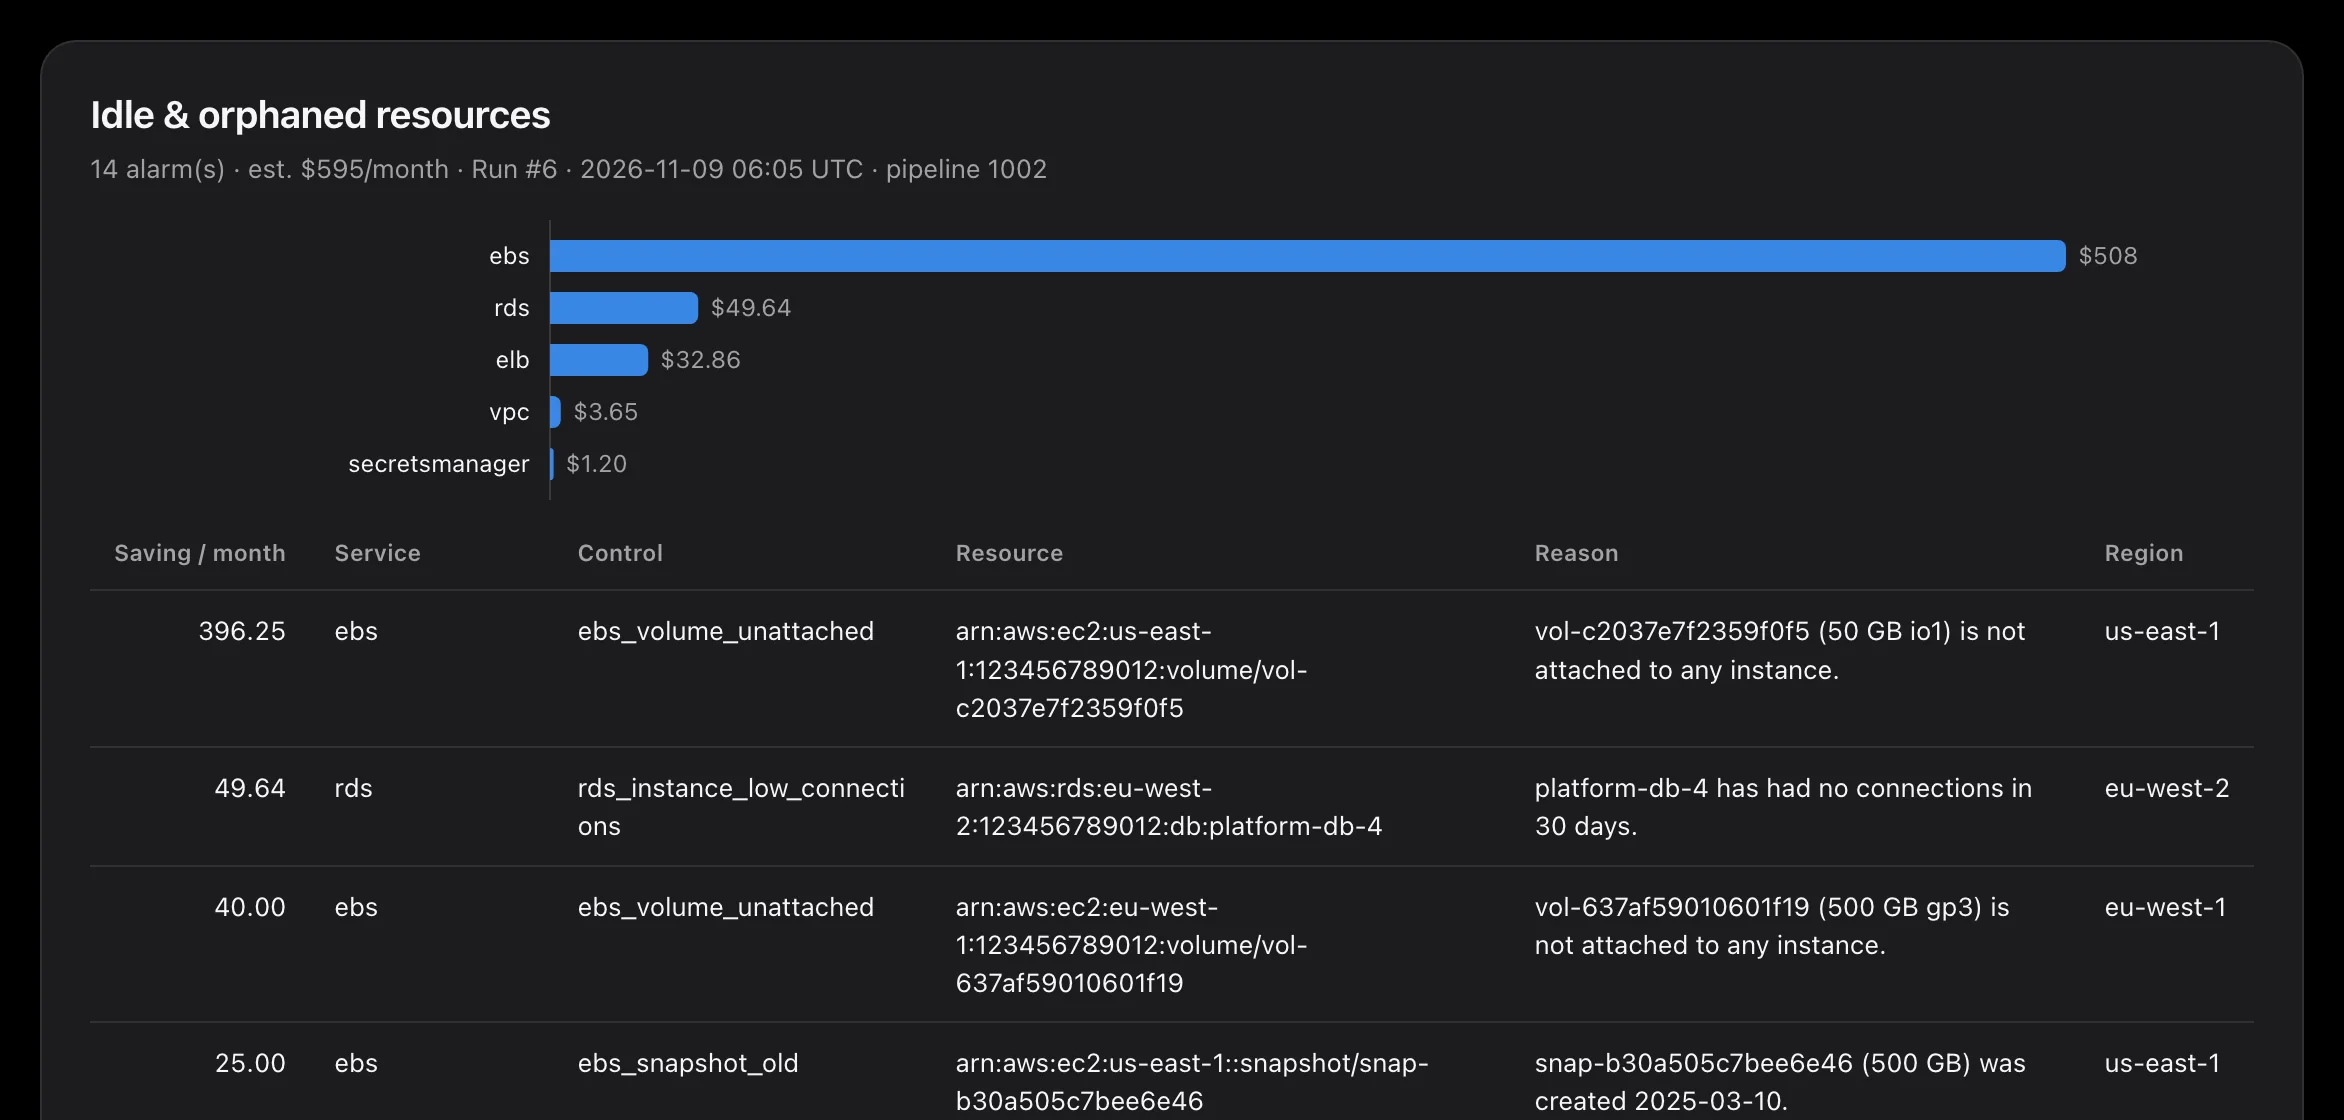 Idle & orphaned resources
14 alarm(s) · est. $595/month · Run #6 · 2026-11-09 06:05 UTC · pipeline 1002
ebs $508
rds $49.64
elb $32.86
vpc $3.65
secretsmanager $1.20
Saving / month Service Control Resource Reason Region
396.25 ebs ebs_volume_unattached arn:aws:ec2:us-east- vol-c2037e7f2359f0f5 (50 GB io1) is not us-east-1
1:123456789012:volume/vol- attached to any instance.
c2037e7f2359f0f5
49.64 rds rds_instance_low_connecti arn:aws:rds:eu-west- platform-db-4 has had no connections in eu-west-2
ons 2:123456789012:db:platform-db-4 30 days.
40.00 ebs ebs_volume_unattached arn:aws:ec2:eu-west- vol-637af59010601f19 (500 GB gp3) is eu-west-1
1:123456789012:volume/vol- not attached to any instance.
637af59010601f19
25.00 ebs ebs_snapshot_old arn:aws:ec2:us-east-1::snapshot/snap- snap-b30a505c7bee6e46 (500 GB) was us-east-1
b30a505c7bee6e46 created 2025-03-10.